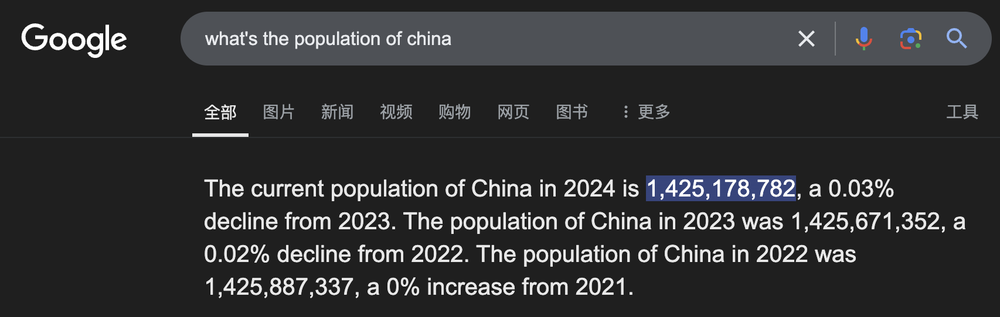 Google
what's the population of china
全部 图片 新闻 视频 购物 网页 图书 更多 工具
The current population of China in 2024 is 1,425,178,782, a 0.03%
decline from 2023. The population of China in 2023 was 1,425,671,352, a
0.02% decline from 2022. The population of China in 2022 was
1,425,887,337, a 0% increase from 2021.